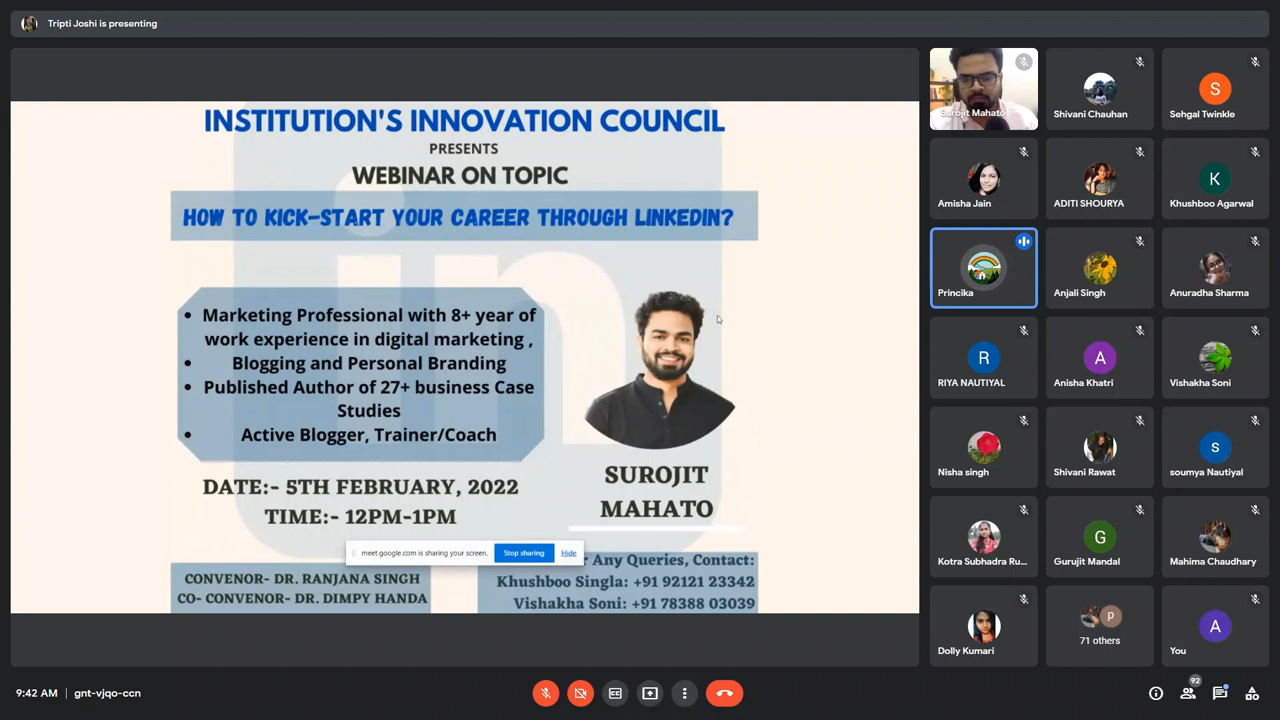 Tripti Joshi is presenting
INSTITUTION'S INNOVATION COUNCIL
PRESENTS
WEBINAR ON TOPIC
HOW TO KICK-START YOUR CAREER THROUGH LINKEDIN?
• Marketing Professional with 8+ year of
work experience in digital marketing ,
• Blogging and Personal Branding
• Published Author of 27+ business Case
Studies
• Active Blogger, Trainer/Coach
SUROJIT
MAHATO
DATE:- 5TH FEBRUARY, 2022
TIME:- 12PM-1PM
meet.google.com is sharing your screen.
Stop sharing
Hide
CONVENOR- DR. RANJANA SINGH
CO- CONVENOR- DR. DIMPY HANDA
r Any Queries, Contact:
Khushboo Singla: +91 92121 23342
Vishakha Soni: +91 78388 03039
Surojit Mahato
Shivani Chauhan
S
Sehgal Twinkle
Amisha Jain
ADITI SHOURYA
K
Khushboo Agarwal
Princika
Anjali Singh
Anuradha Sharma
R
RIYA NAUTIYAL
A
Anisha Khatri
Vishakha Soni
Nisha singh
Shivani Rawat
s
soumya Nautiyal
Kotra Subhadra Ru...
G
Gurujit Mandal
Mahima Chaudhary
Dolly Kumari
p
71 others
A
You
9:42 AM | gnt-vjqo-ccn
92